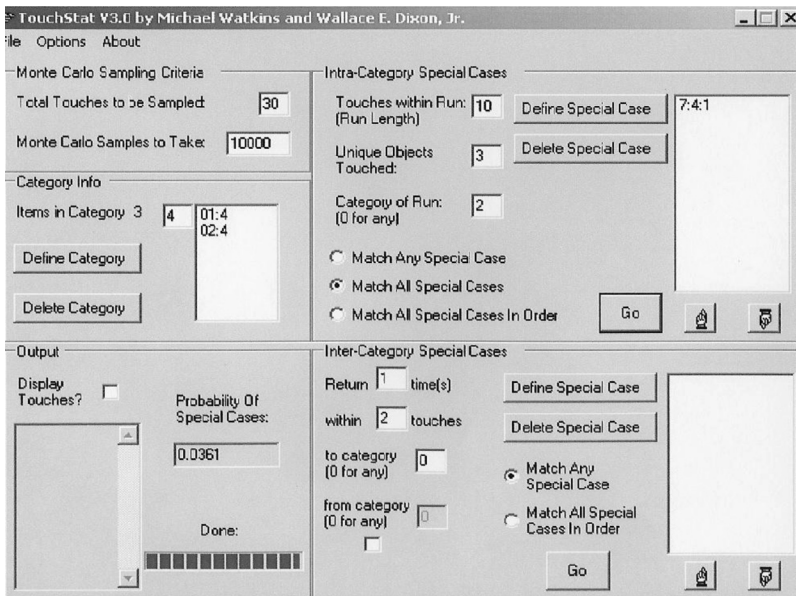 TouchStat V3.0 by Michael Watkins and Wallace E. Dixon, Jr.
ile Options About
Monte Carlo Sampling Criteria
Total Touches to be Sampled: 30
Monte Carlo Samples to Take: 10000
Category Info
Items in Category 3 4
01:4
02:4
Define Category
Delete Category
Intra-Category Special Cases
Touches within Run: 10
(Run Length)
Unique Objects
Touched: 3
Category of Run: 2
(0 for any)
Define Special Case
Delete Special Case
7:4:1
Match Any Special Case
Match All Special Cases
Match All Special Cases In Order
Go
Output
Display
Touches?
Probability Of
Special Cases:
0.0361
Done:
Inter-Category Special Cases
Return 1 time(s)
within 2 touches
to category 0
(0 for any)
from category 0
(0 for any)
Define Special Case
Delete Special Case
Match Any
Special Case
Match All Special
Cases In Order
Go